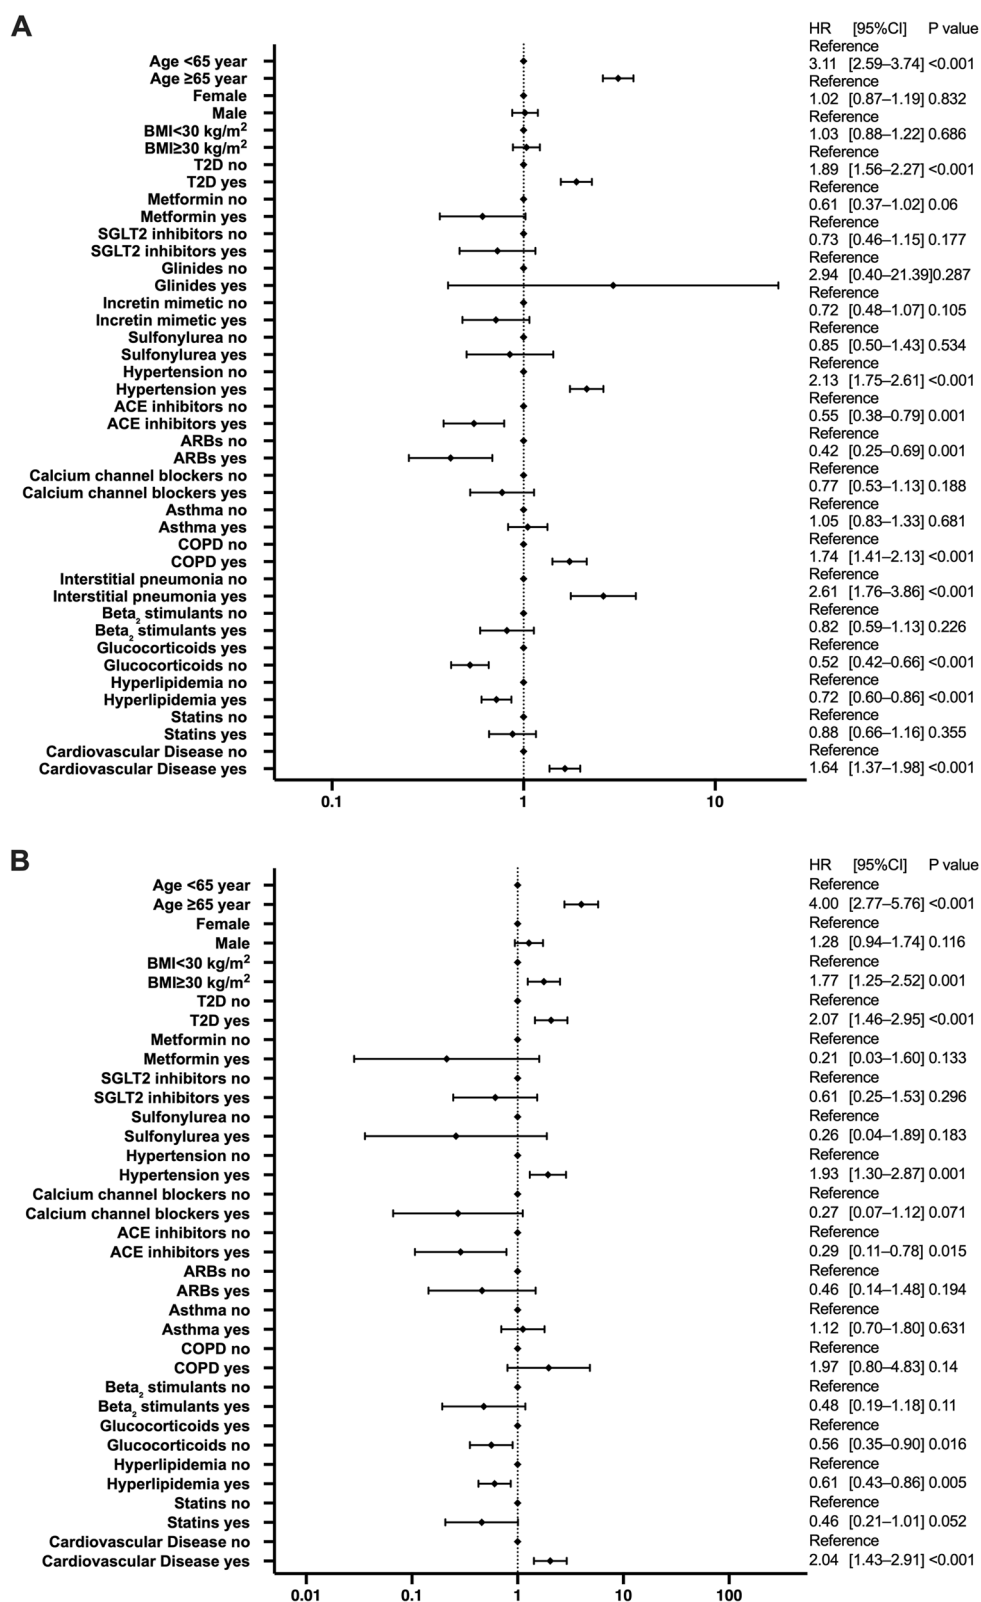 A
HR [95%CI] P value
Reference
Age <65 year
3.11 [2.59–3.74] <0.001
Age ≥65 year
Reference
Female
1.02 [0.87–1.19] 0.832
Male
Reference
BMI<30 kg/m2
1.03 [0.88–1.22] 0.686
BMI≥30 kg/m2
Reference
T2D no
1.89 [1.56–2.27] <0.001
T2D yes
Reference
Metformin no
0.61 [0.37–1.02] 0.06
Metformin yes
Reference
SGLT2 inhibitors no
0.73 [0.46–1.15] 0.177
SGLT2 inhibitors yes
Reference
Glinides no
2.94 [0.40–21.39]0.287
Glinides yes
Reference
Incretin mimetic no
0.72 [0.48–1.07] 0.105
Incretin mimetic yes
Reference
Sulfonylurea no
0.85 [0.50–1.43] 0.534
Sulfonylurea yes
Reference
Hypertension no
2.13 [1.75–2.61] <0.001
Hypertension yes
Reference
ACE inhibitors no
0.55 [0.38–0.79] 0.001
ACE inhibitors yes
Reference
ARBs no
0.42 [0.25–0.69] 0.001
ARBs yes
Reference
Calcium channel blockers no
0.77 [0.53–1.13] 0.188
Calcium channel blockers yes
Reference
Asthma no
1.05 [0.83–1.33] 0.681
Asthma yes
Reference
COPD no
1.74 [1.41–2.13] <0.001
COPD yes
Reference
Interstitial pneumonia no
2.61 [1.76–3.86] <0.001
Interstitial pneumonia yes
Reference
Beta2 stimulants no
0.82 [0.59–1.13] 0.226
Beta2 stimulants yes
Reference
Glucocorticoids yes
0.52 [0.42–0.66] <0.001
Glucocorticoids no
Reference
Hyperlipidemia no
0.72 [0.60–0.86] <0.001
Hyperlipidemia yes
Reference
Statins no
0.88 [0.66–1.16] 0.355
Statins yes
Reference
Cardiovascular Disease no
1.64 [1.37–1.98] <0.001
Cardiovascular Disease yes
0.1 1 10
B
HR [95%CI] P value
Age <65 year Reference
Age ≥65 year 4.00 [2.77–5.76] <0.001
Female Reference
Male 1.28 [0.94–1.74] 0.116
BMI<30 kg/m2 Reference
BMI≥30 kg/m2 1.77 [1.25–2.52] 0.001
T2D no Reference
T2D yes 2.07 [1.46–2.95] <0.001
Metformin no Reference
Metformin yes 0.21 [0.03–1.60] 0.133
SGLT2 inhibitors no Reference
SGLT2 inhibitors yes 0.61 [0.25–1.53] 0.296
Sulfonylurea no Reference
Sulfonylurea yes 0.26 [0.04–1.89] 0.183
Hypertension no Reference
Hypertension yes 1.93 [1.30–2.87] 0.001
Calcium channel blockers no Reference
Calcium channel blockers yes 0.27 [0.07–1.12] 0.071
ACE inhibitors no Reference
ACE inhibitors yes 0.29 [0.11–0.78] 0.015
ARBs no Reference
ARBs yes 0.46 [0.14–1.48] 0.194
Asthma no Reference
Asthma yes 1.12 [0.70–1.80] 0.631
COPD no Reference
COPD yes 1.97 [0.80–4.83] 0.14
Beta2 stimulants no Reference
Beta2 stimulants yes 0.48 [0.19–1.18] 0.11
Glucocorticoids yes Reference
Glucocorticoids no 0.56 [0.35–0.90] 0.016
Hyperlipidemia no Reference
Hyperlipidemia yes 0.61 [0.43–0.86] 0.005
Statins no Reference
Statins yes 0.46 [0.21–1.01] 0.052
Cardiovascular Disease no Reference
Cardiovascular Disease yes 2.04 [1.43–2.91] <0.001
0.01 0.1 1 10 100